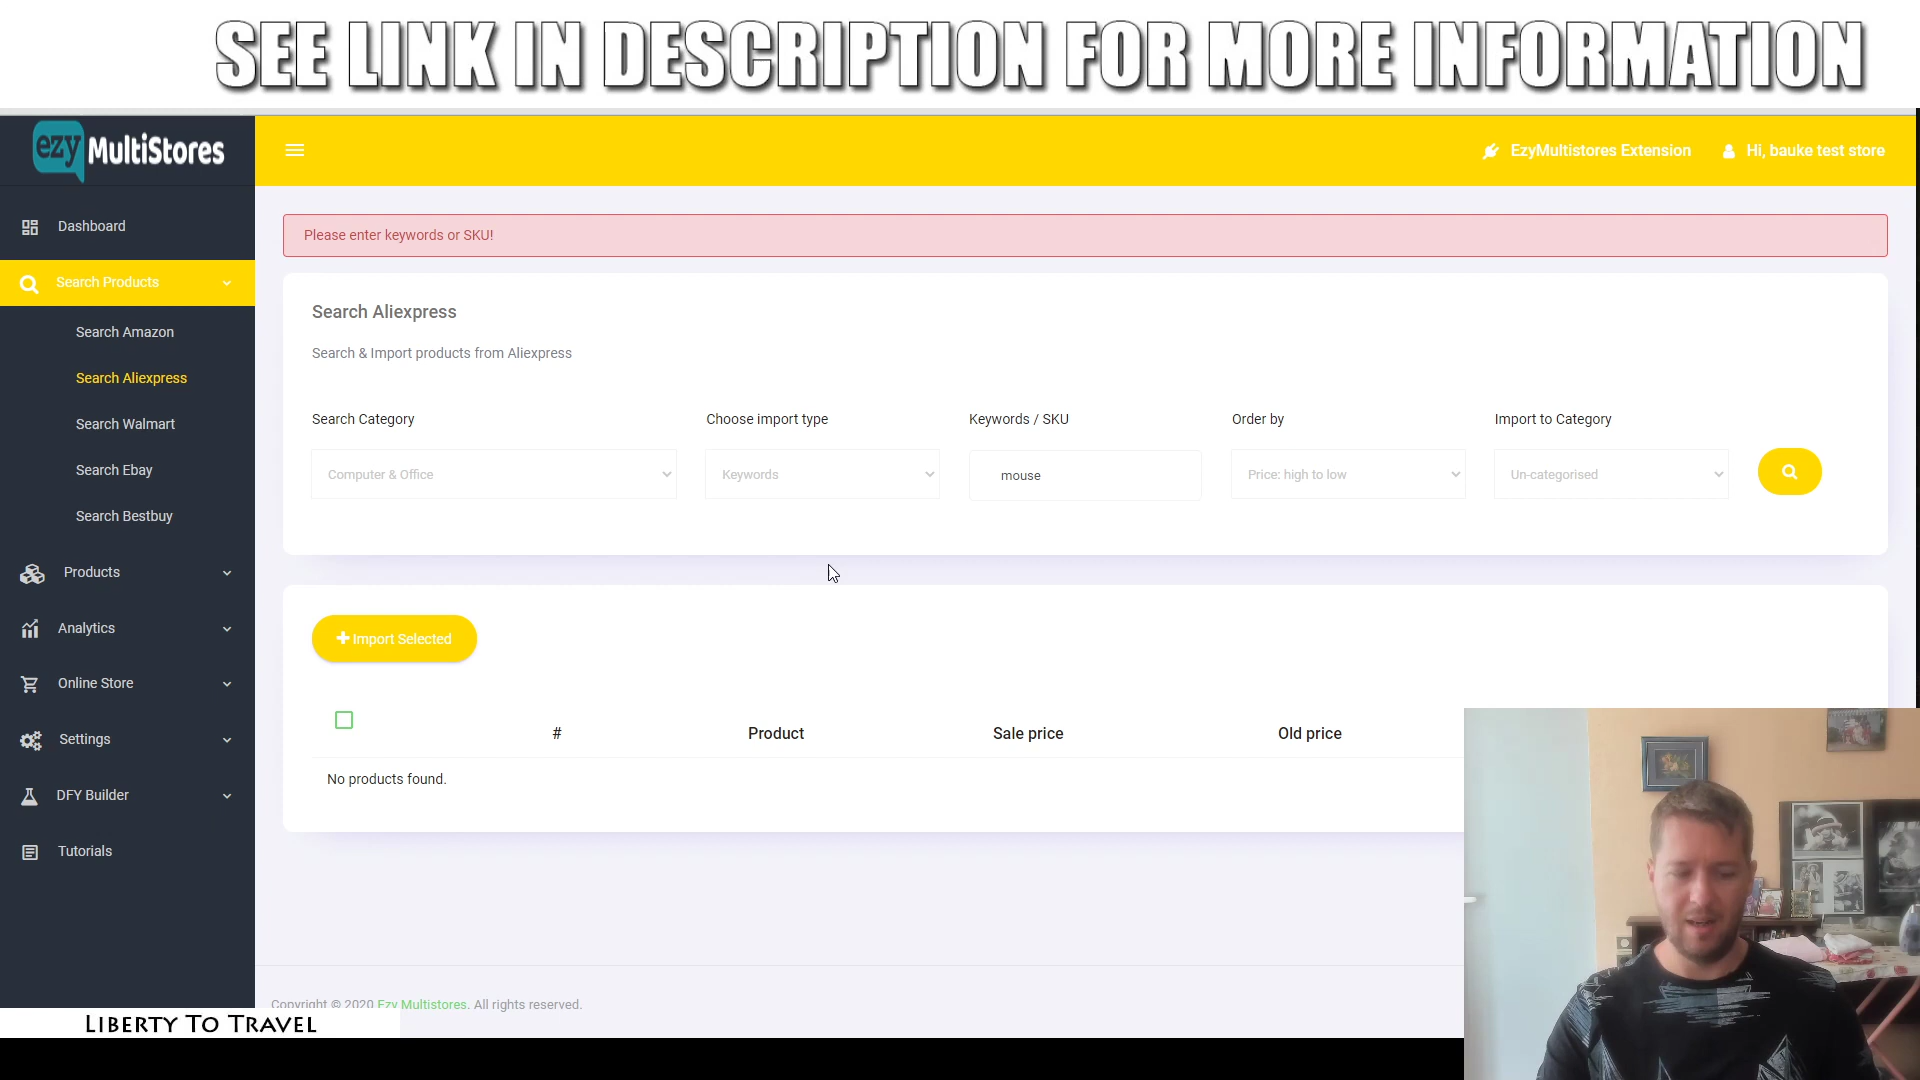 SEE LINK IN DESCRIPTION FOR MORE INFORMATION
ezy MultiStores
EzyMultistores Extension
Hi, bauke test store
Dashboard
Search Products
Search Amazon
Search Aliexpress
Search Walmart
Search Ebay
Search Bestbuy
Products
Analytics
Online Store
Settings
DFY Builder
Tutorials
Please enter keywords or SKU!
Search Aliexpress
Search & Import products from Aliexpress
Search Category
Choose import type
Keywords / SKU
Order by
Import to Category
Computer & Office
Keywords
mouse
Price: high to low
Un-categorised
Import Selected
# Product Sale price Old price
No products found.
Copyright © 2020 Ezy Multistores. All rights reserved.
LIBERTY TO TRAVEL